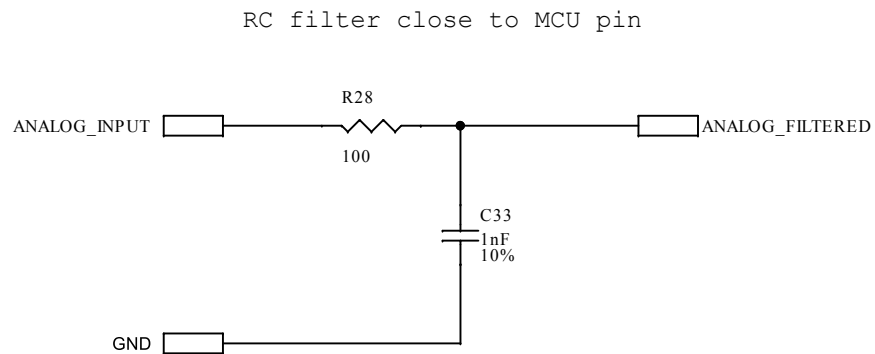 RC filter close to MCU pin
R28
ANALOG_INPUT
ANALOG_FILTERED
100
C33
1nF
10%
GND